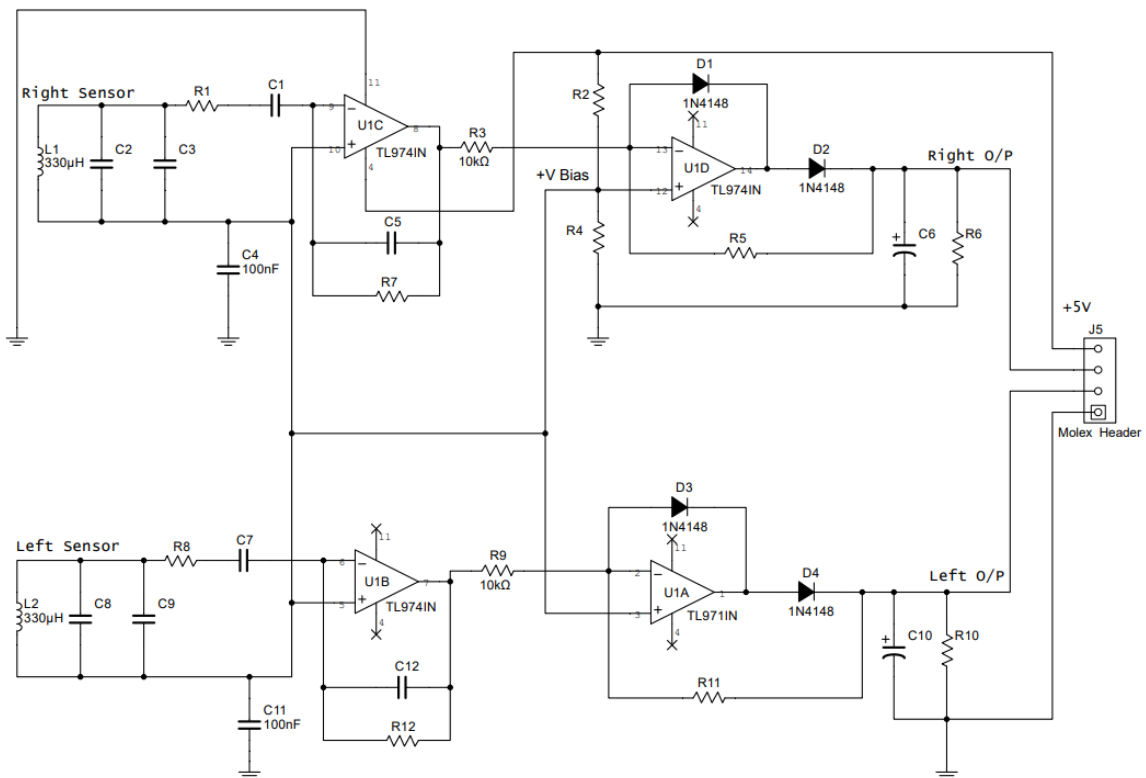 D1
1N4148
11
Right Sensor
R1
C1
R2
9
U1C
8
10
TL974IN
4
R3
10kΩ
11
13
U1D
14
12
TL974IN
4
D2
1N4148
Right O/P
L1
330µH
C2
C3
+V Bias
C5
R4
R5
C6
+
R6
C4
100nF
R7
+5V
J5
Molex Header
D3
1N4148
Left Sensor
R8
C7
11
6
U1B
7
5
TL974IN
4
R9
10kΩ
11
2
U1A
1
3
TL971IN
4
D4
1N4148
Left O/P
L2
330µH
C8
C9
C12
R11
C10
+
R10
C11
100nF
R12